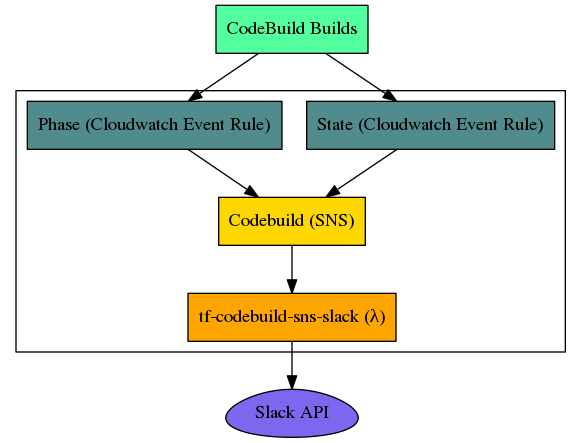 CodeBuild Builds
Phase (Cloudwatch Event Rule)
State (Cloudwatch Event Rule)
Codebuild (SNS)
tf-codebuild-sns-slack (λ)
Slack API